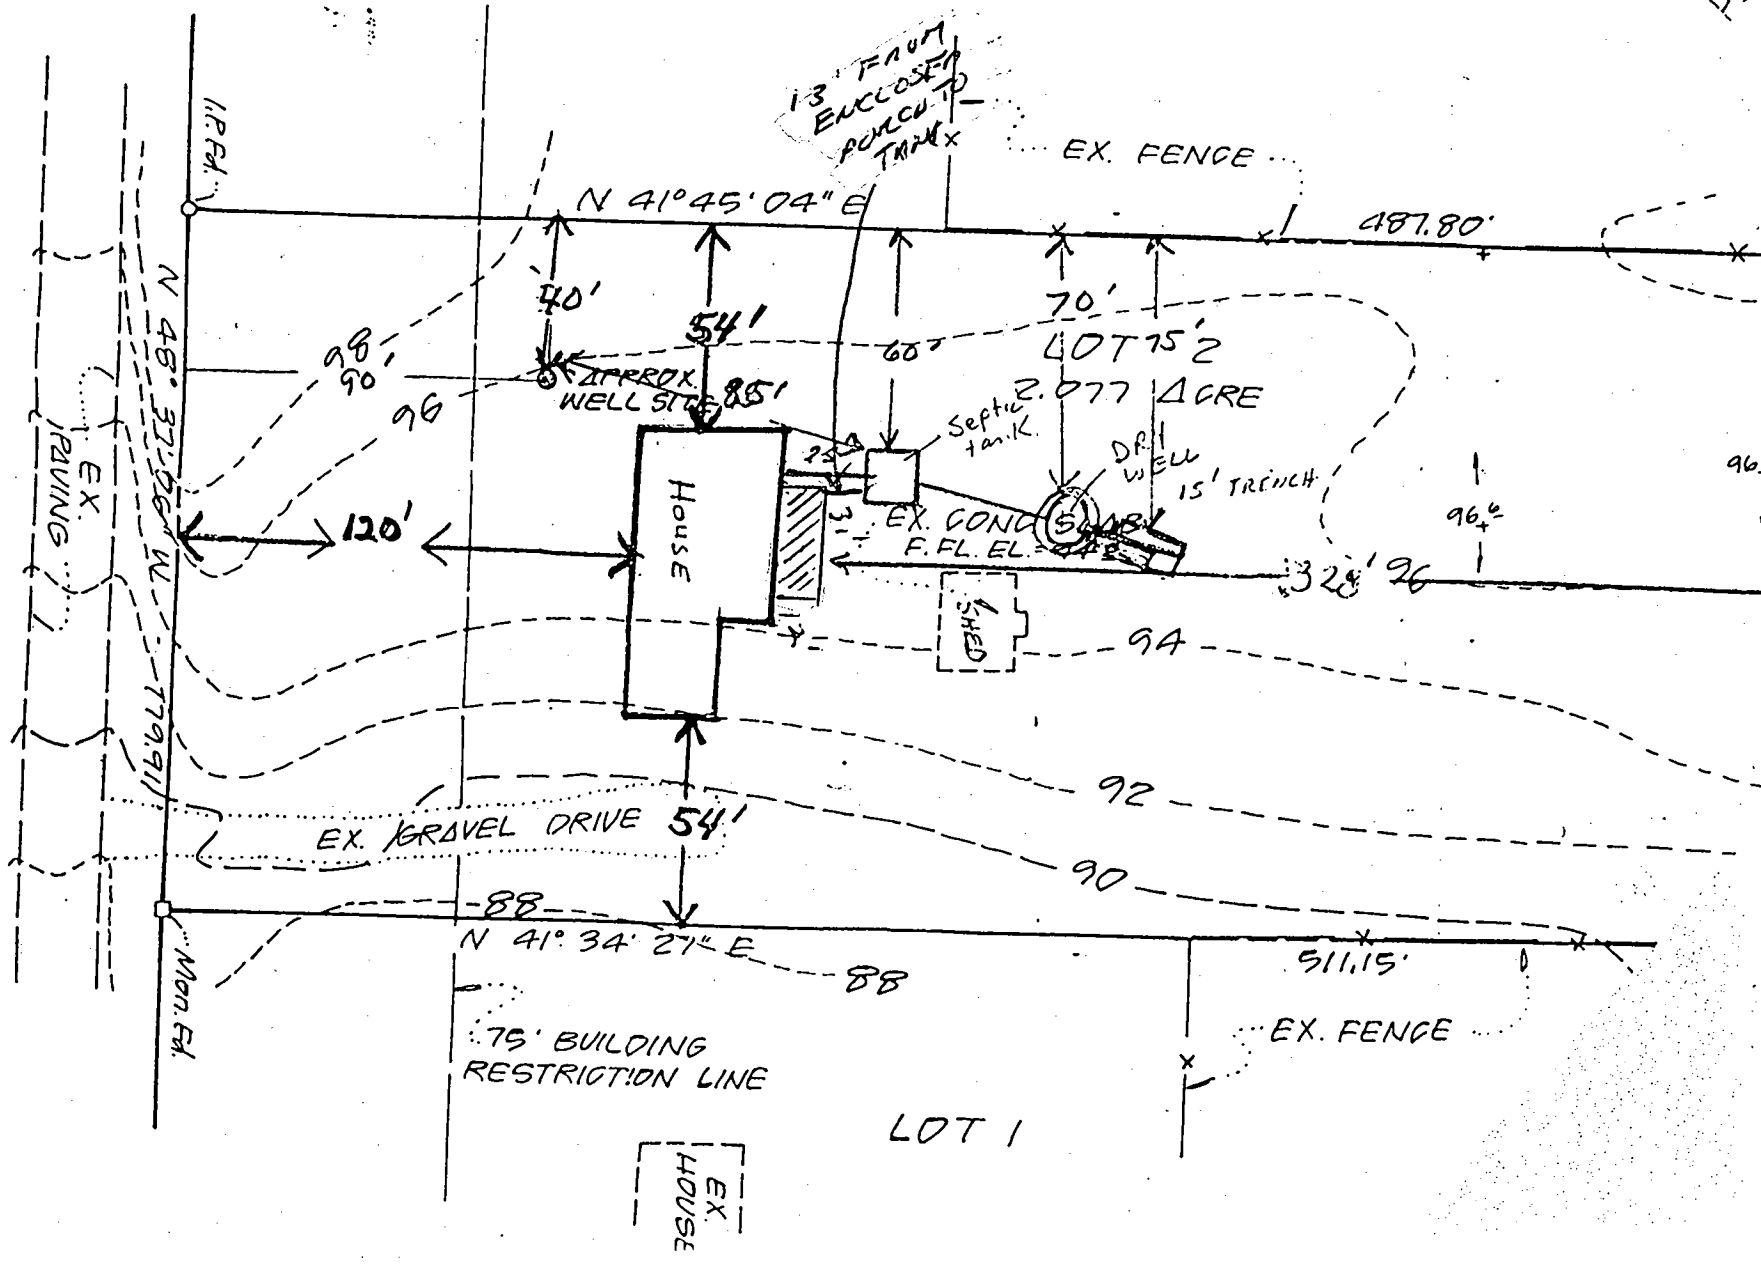 13' FROM
ENCLOSED
PORCH TO
TANK
EX. FENCE
I.P. Fd.
N 41° 45' 04" E
487.80'
N 48° 37' 06" W
179.91'
40'
54'
60'
70'
75'
LOT 2
2.077 ACRE
98
90'
96
APPROX.
WELL SITE
85'
Septic
tank.
DRY
WELL
15' TRENCH
25'
EX.
PAVING
120'
House
EX. CONC. SLAB
F. FL. EL. =
96
SHED
94
92
90
EX. GRAVEL DRIVE
54'
88
N 41° 34' 27" E
88
511.15'
Mon. Fd.
75' BUILDING
RESTRICTION LINE
EX. FENCE
LOT 1
EX.
HOUSE